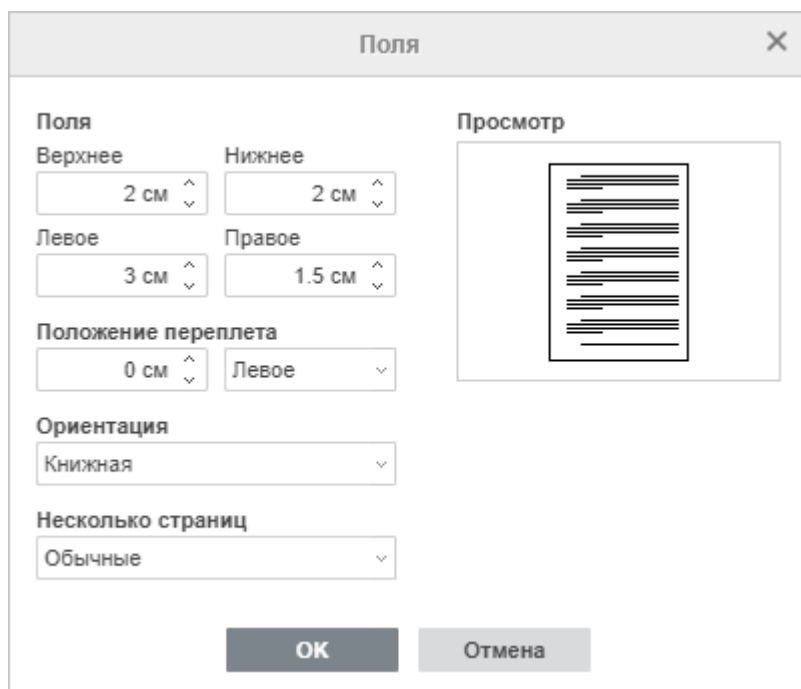 Поля
Поля
Просмотр
Верхнее Нижнее
2 см 2 см
Левое Правое
3 см 1.5 см
Положение переплета
0 см Левое
Ориентация
Книжная
Несколько страниц
Обычные
OK Отмена